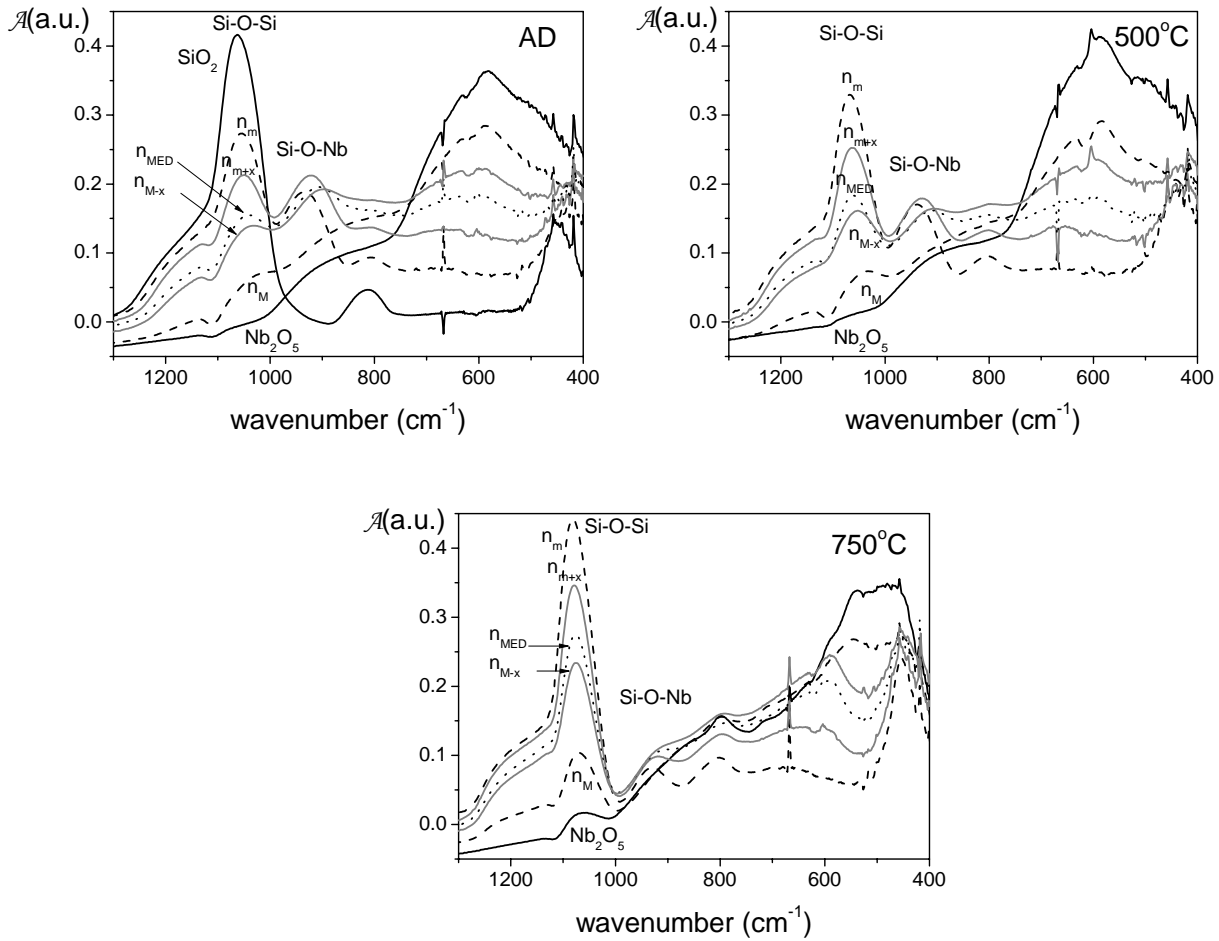 𝒜(a.u.)
Si-O-Si
AD
0.4
SiO2
nm
Si-O-Nb
0.3
nMED
nm+x
0.2
nM-x
0.1
nM
0.0
Nb2O5
1200 1000 800 600 400
wavenumber (cm-1)
𝒜(a.u.)
500oC
0.4
Si-O-Si
nm
0.3
nm+x
Si-O-Nb
0.2
nMED
0.1
nM-x
nM
0.0
Nb2O5
1200 1000 800 600 400
wavenumber (cm-1)
𝒜(a.u.)
Si-O-Si
750oC
0.4
nm
nm+x
0.3
nMED
nM-x
0.2
Si-O-Nb
0.1
nM
0.0
Nb2O5
1200 1000 800 600 400
wavenumber (cm-1)